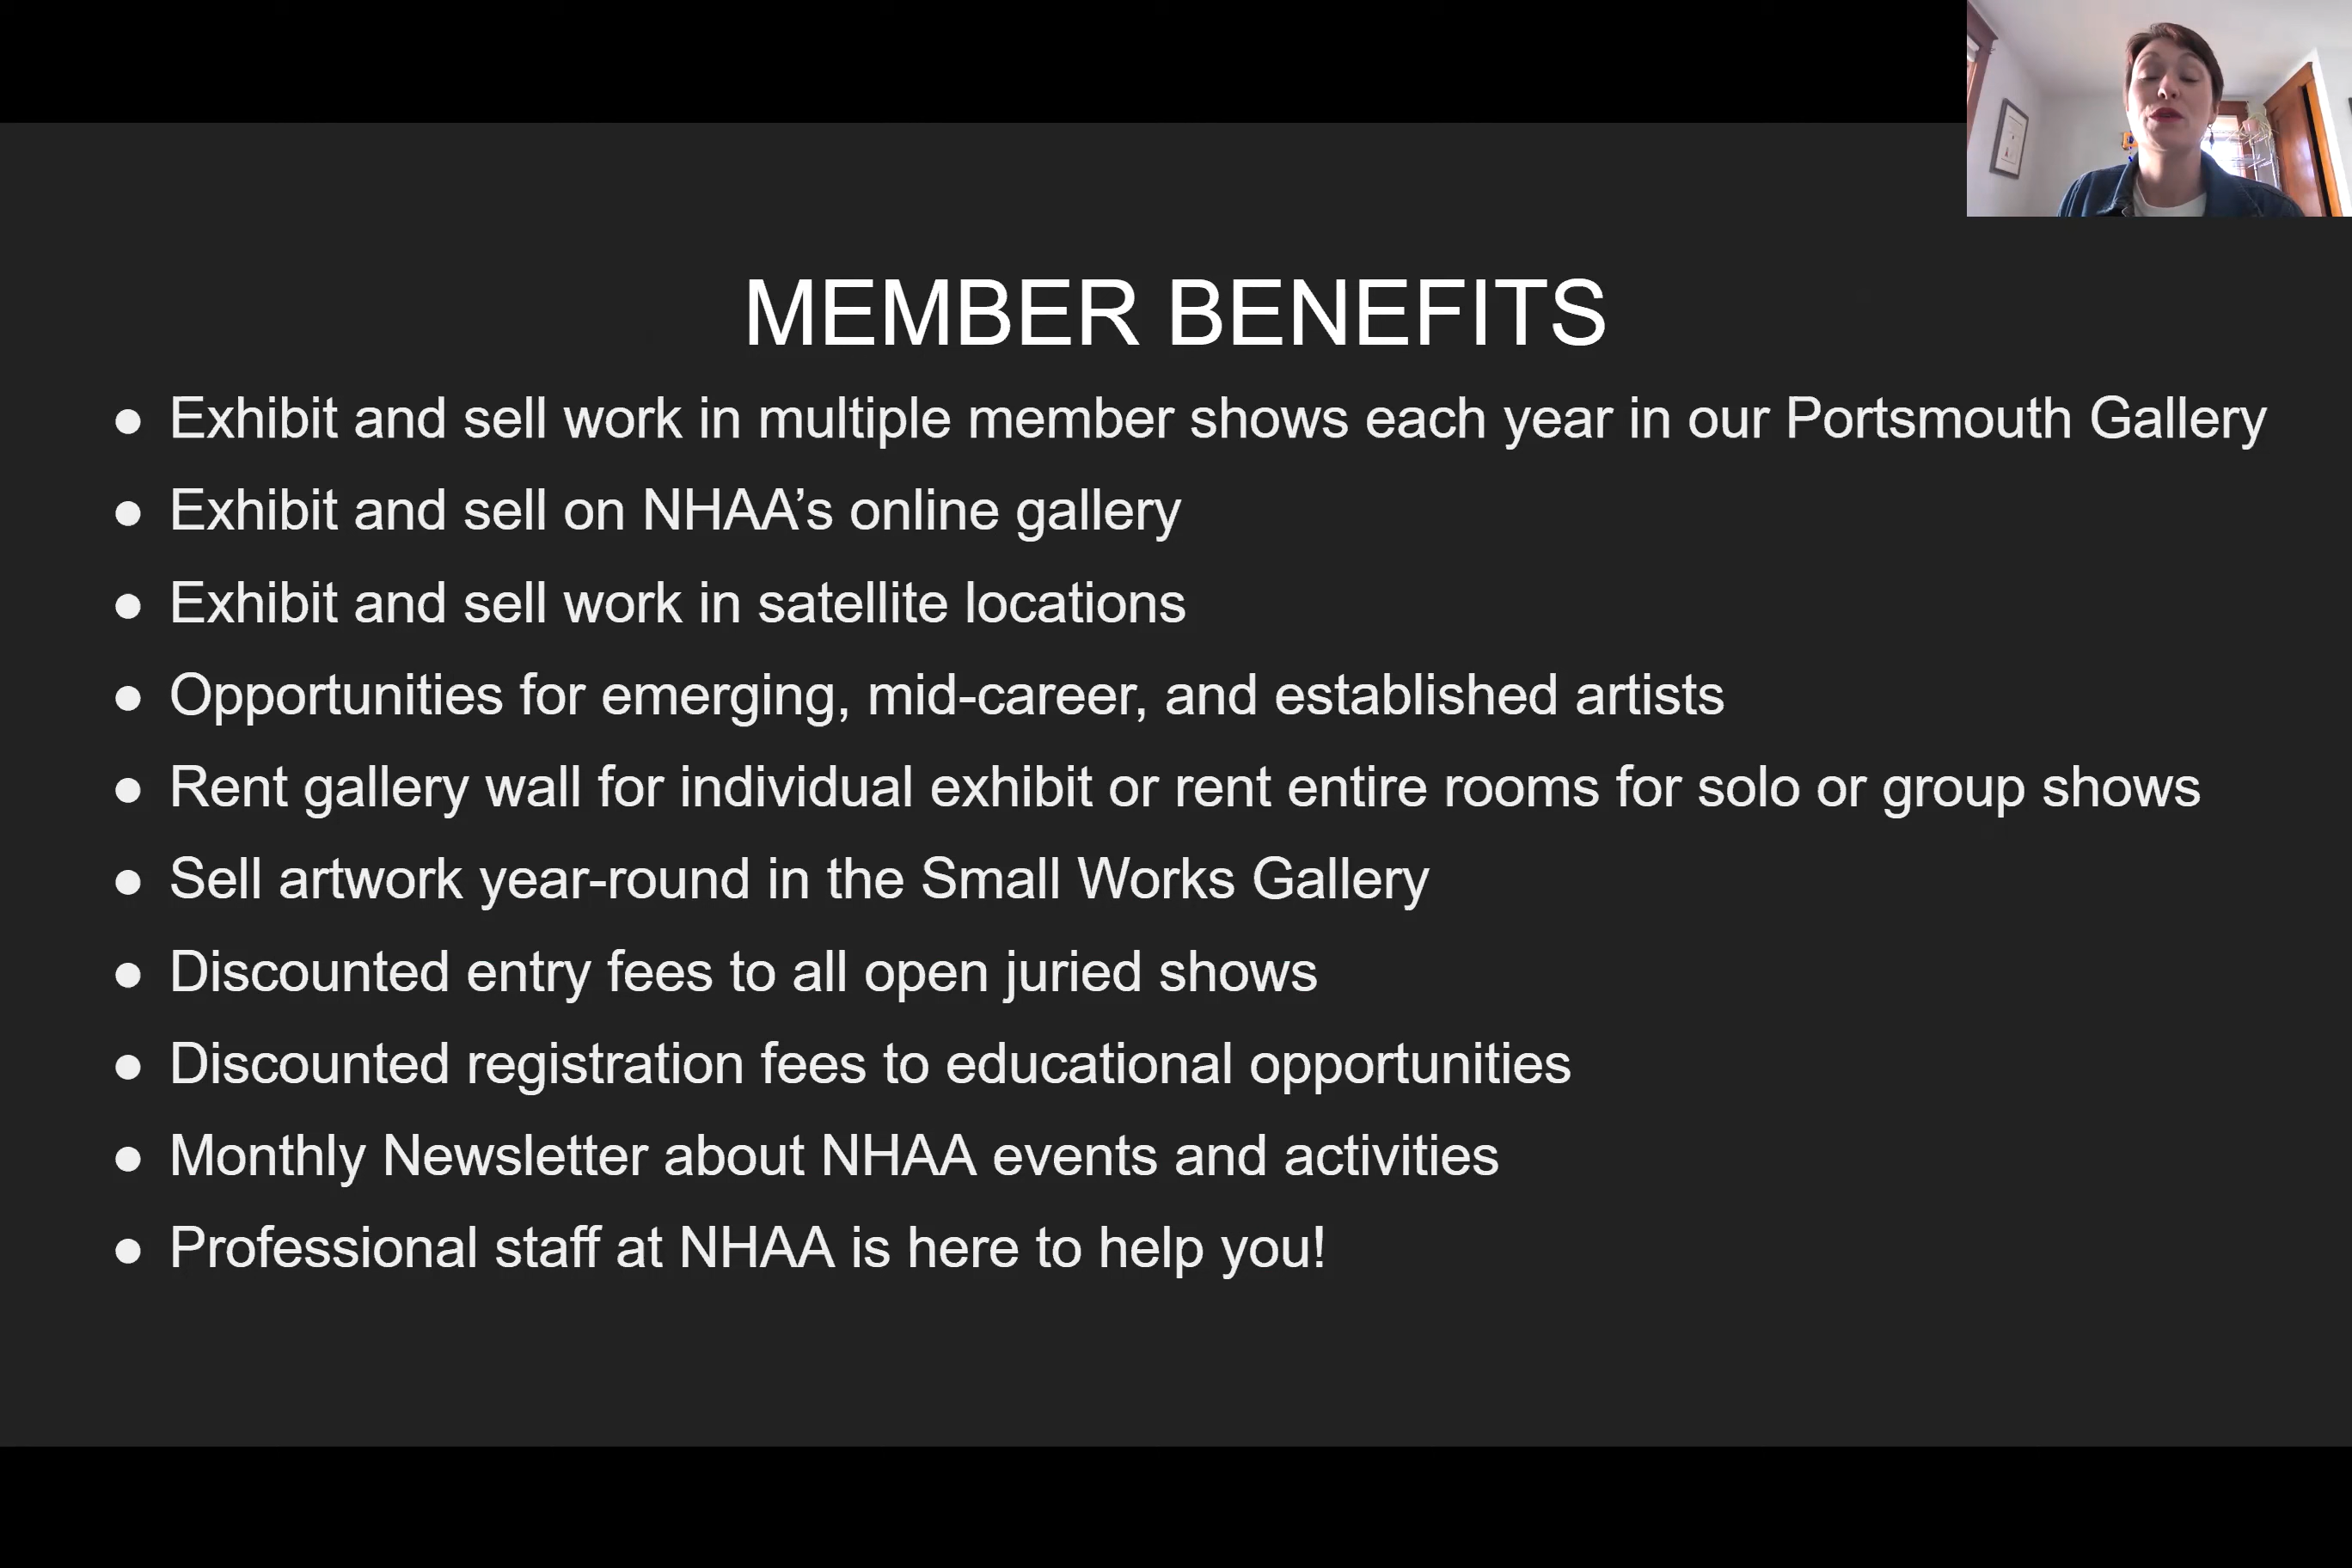 MEMBER BENEFITS
● Exhibit and sell work in multiple member shows each year in our Portsmouth Gallery
● Exhibit and sell on NHAA’s online gallery
● Exhibit and sell work in satellite locations
● Opportunities for emerging, mid-career, and established artists
● Rent gallery wall for individual exhibit or rent entire rooms for solo or group shows
● Sell artwork year-round in the Small Works Gallery
● Discounted entry fees to all open juried shows
● Discounted registration fees to educational opportunities
● Monthly Newsletter about NHAA events and activities
● Professional staff at NHAA is here to help you!